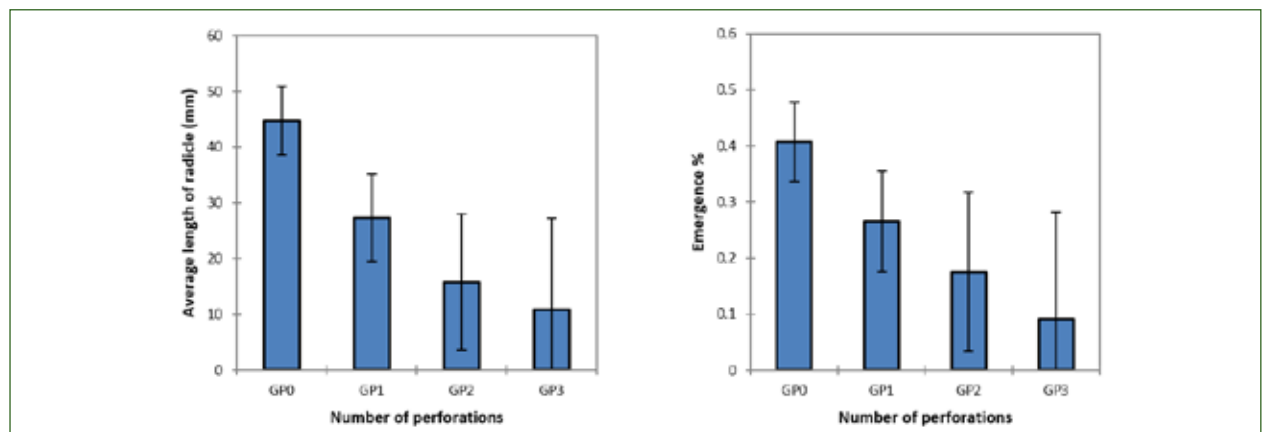 60
50
40
30
20
10
0
Average length of radicle (mm)
GP0 GP1 GP2 GP3
Number of perforations
0.6
0.5
0.4
0.3
0.2
0.1
0
Emergence %
GP0 GP1 GP2 GP3
Number of perforations